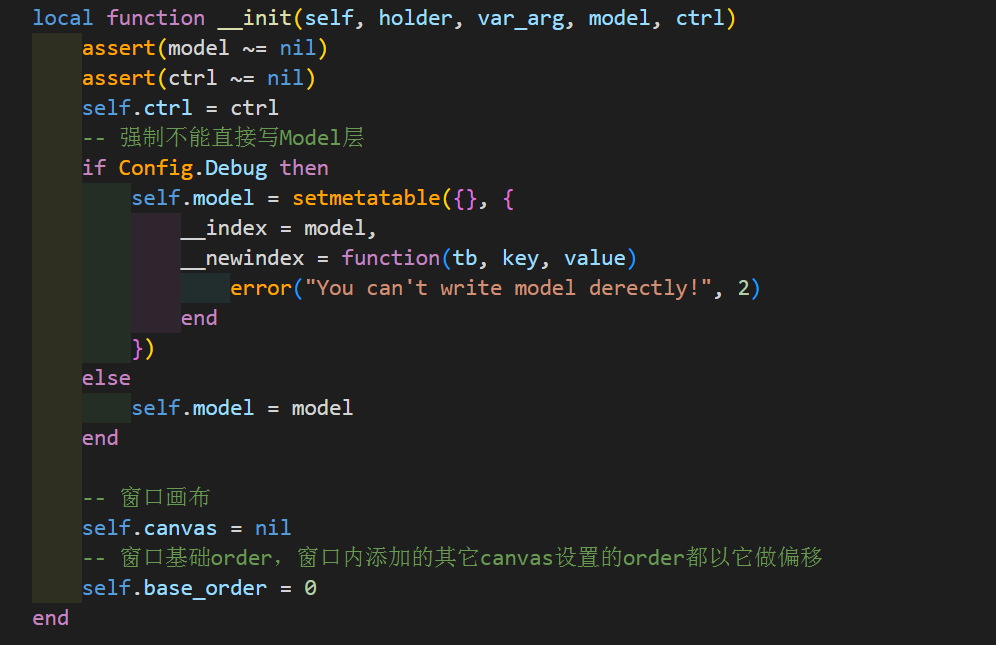 local function __init(self, holder, var_arg, model, ctrl)
    assert(model ~= nil)
    assert(ctrl ~= nil)
    self.ctrl = ctrl
    -- 强制不能直接写Model层
    if Config.Debug then
        self.model = setmetatable({}, {
            __index = model,
            __newindex = function(tb, key, value)
                error("You can't write model derectly!", 2)
            end
        })
    else
        self.model = model
    end

    -- 窗口画布
    self.canvas = nil
    -- 窗口基础order，窗口内添加的其它canvas设置的order都以它做偏移
    self.base_order = 0
end